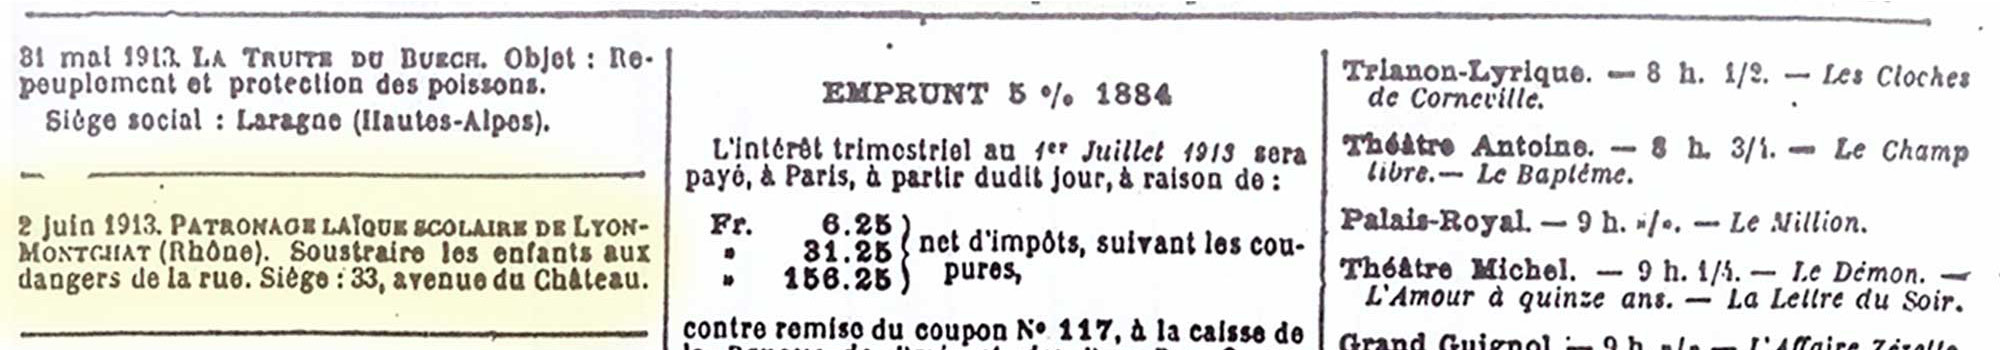 31 mai 1913. LA TRUITE DU BUECH. Objet : Re-
peuplement et protection des poissons.
Siège social : Laragne (Hautes-Alpes).
2 juin 1913. PATRONAGE LAÏQUE SCOLAIRE DE LYON-
MONTCHAT (Rhône). Soustraire les enfants aux
dangers de la rue. Siège : 33, avenue du Château.
EMPRUNT 5 % 1884
L'intérêt trimestriel au 1er Juillet 1913 sera
payé, à Paris, à partir dudit jour, à raison de :
Fr. 6.25
» 31.25
» 156.25
net d'impôts, suivant les cou-
pures,
contre remise du coupon No 117, à la caisse de
Trianon-Lyrique. — 8 h. 1/2. — Les Cloches
de Corneville.
Théâtre Antoine. — 8 h. 3/4. — Le Champ
libre. — Le Baptême.
Palais-Royal. — 9 h. »/». — Le Million.
Théâtre Michel. — 9 h. 1/4. — Le Démon. —
L'Amour à quinze ans. — La Lettre du Soir.
Grand Guignol. — 9 h. »/» — L'Affaire